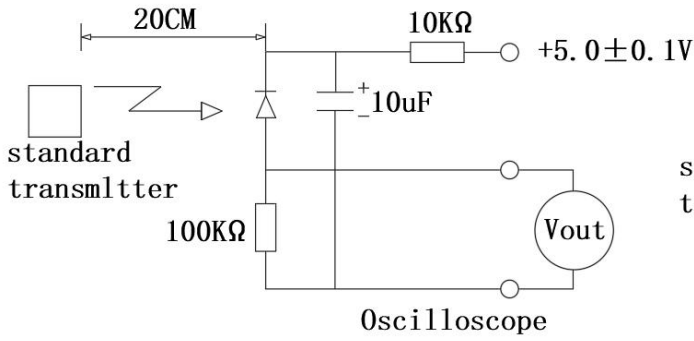 20CM
10KΩ
+5.0±0.1V
+
10uF
−
standard
transmltter
100KΩ
Vout
Oscilloscope
s
t